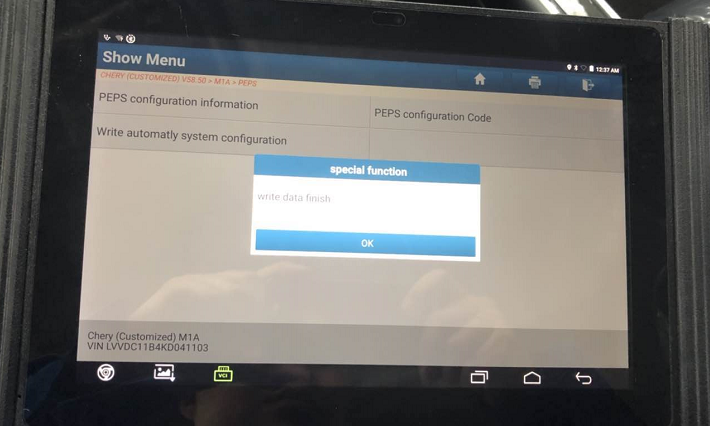 12:37 AM
Show Menu
CHERY (CUSTOMIZED) V38.50 > M1A > PEPS
PEPS configuration information
PEPS configuration Code
Write automatly system configuration
special function
write data finish
OK
Chery (Customized) M1A
VIN LVVDC11B4KD041103
VCI